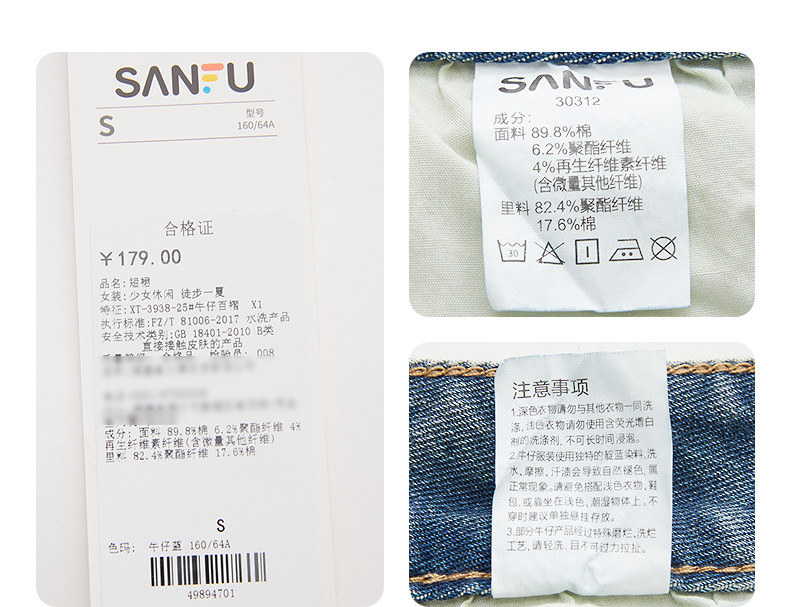 SANFU
S
型号
160/64A
合格证
￥179.00
品名:短裙
女装:少女休闲 徒步一夏
特征:XT-3938-25#牛仔百褶 X1
执行标准:FZ/T 81006-2017 水洗产品
安全技术类别:GB 18401-2010 B类
直接接触皮肤的产品
合格品 检验员: 008
成分: 面料 89.8%棉 6.2%聚酯纤维 4%
再生纤维素纤维(含微量其他纤维)
里料 82.4%聚酯纤维 17.6%棉
S
色码: 牛仔蓝 160/64A
49894701
SANFU
30312
成分:
面料 89.8%棉
6.2%聚酯纤维
4%再生纤维素纤维
(含微量其他纤维)
里料 82.4%聚酯纤维
17.6%棉
30
注意事项
1.深色衣物请勿与其他衣物一同洗
涤,浅色衣物请勿使用含荧光增白
剂的洗涤剂，不可长时间浸泡。
2.牛仔服装使用独特的靛蓝染料,洗
水、摩擦、汗渍会导致自然褪色,属
正常现象。请避免搭配浅色衣物、鞋
包,或靠坐在浅色、潮湿物体上。不
穿时建议单独悬挂存放。
3.部分牛仔产品经过特殊磨烂、洗烂
工艺,请轻洗，且不可过力拉扯。